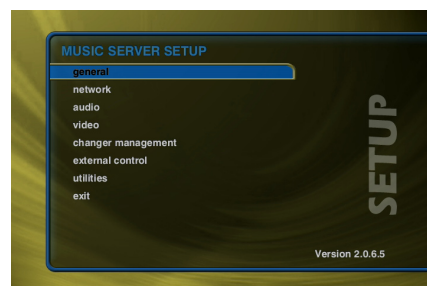 MUSIC SERVER SETUP
general
network
audio
video
changer management
external control
utilities
exit
SETUP
Version 2.0.6.5